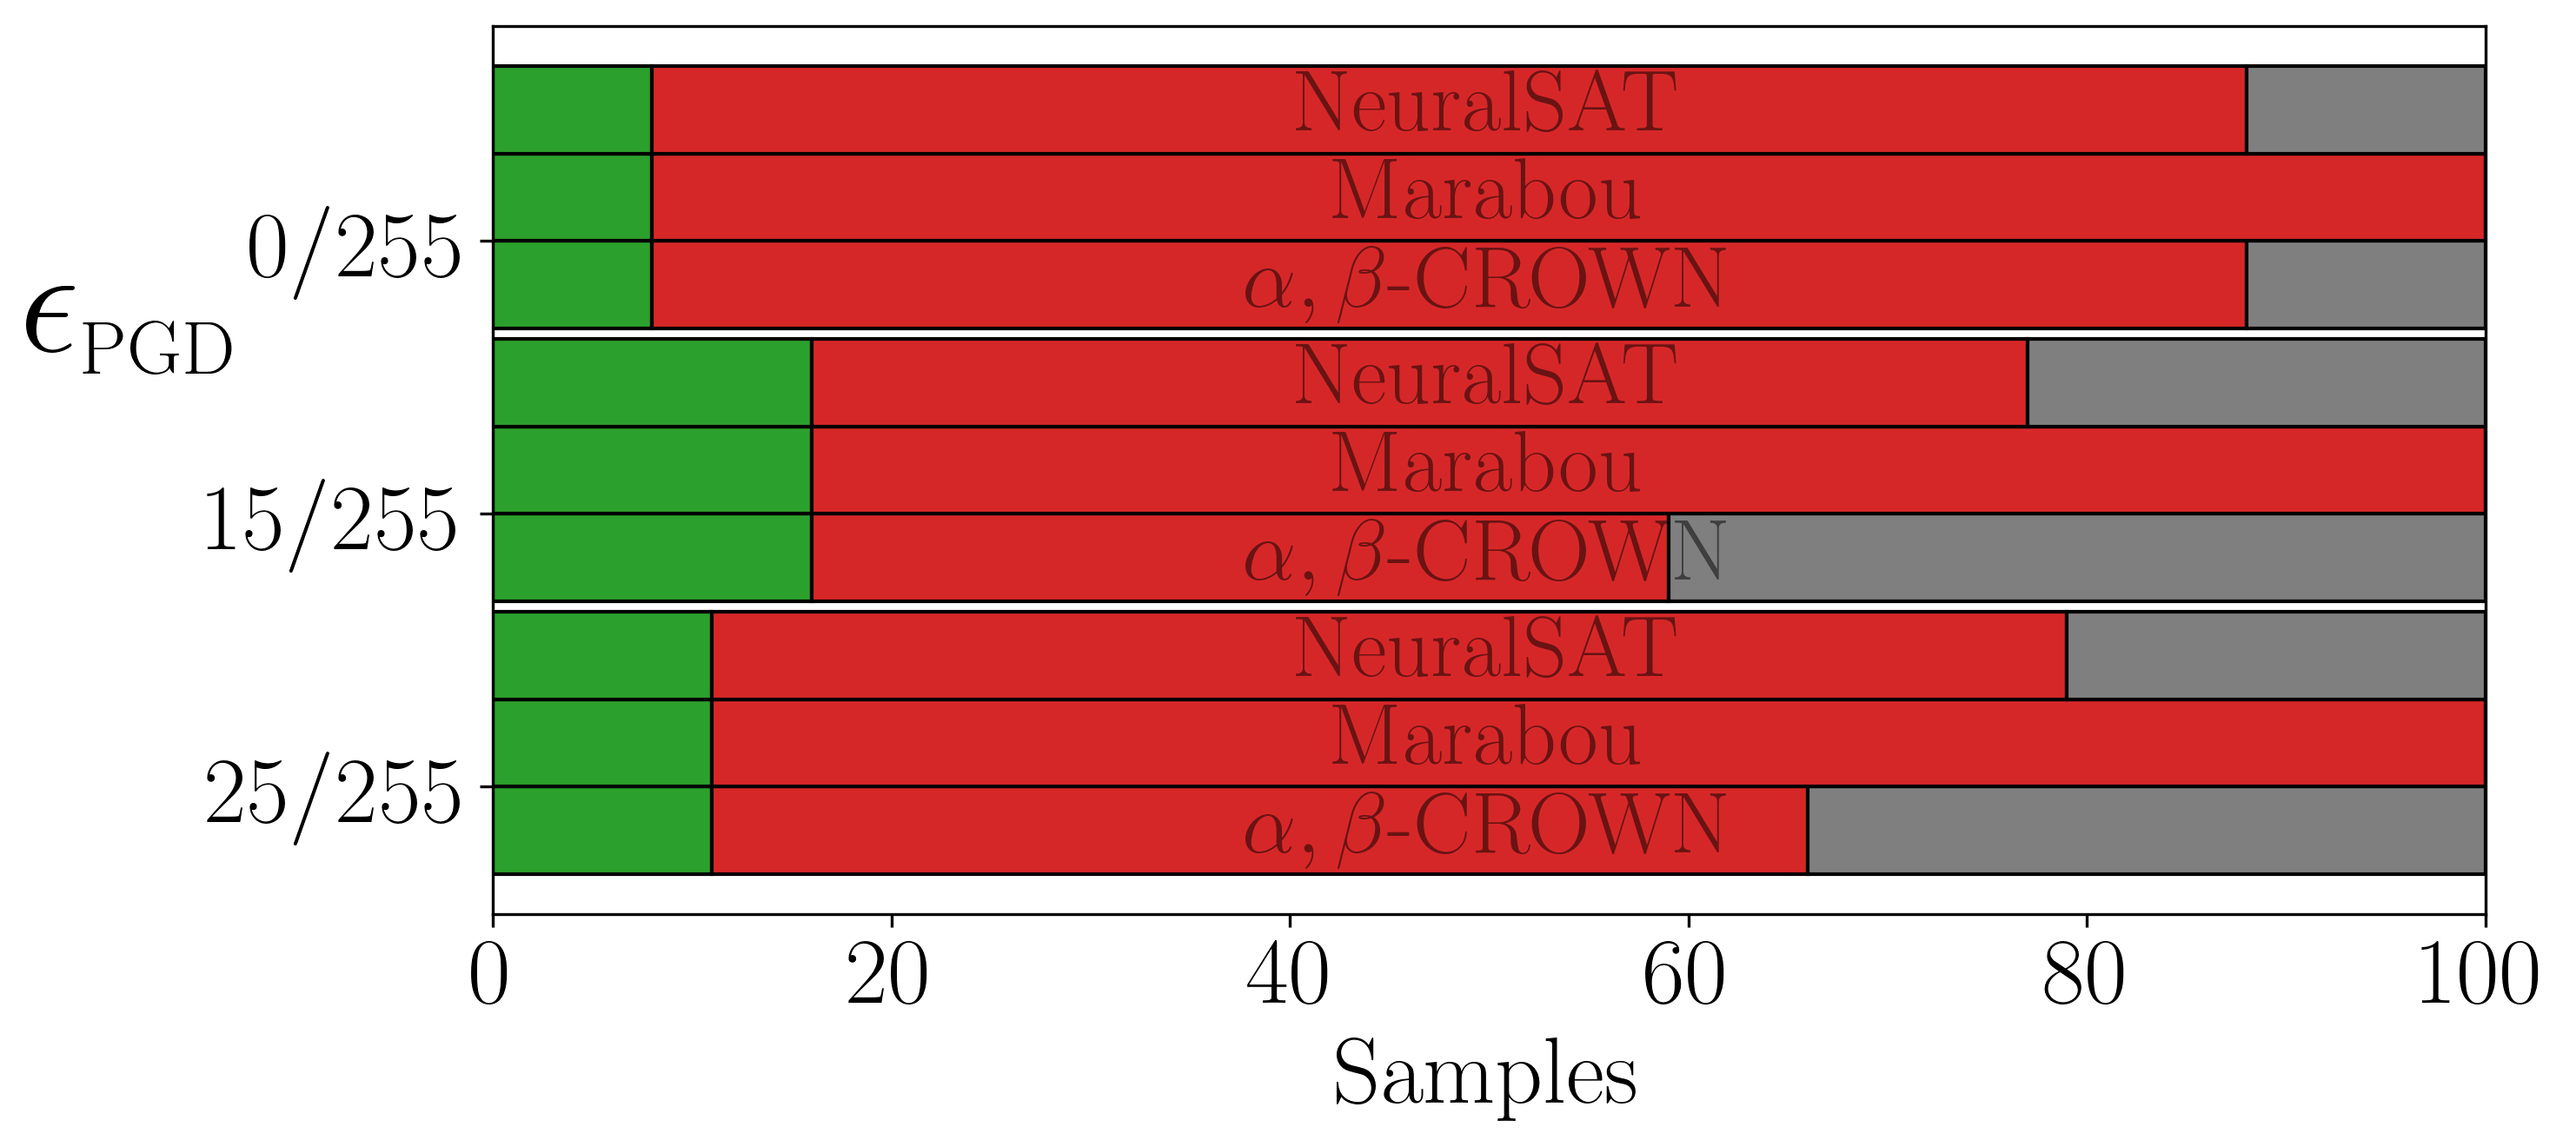 NeuralSAT
Marabou
0/255
α, β-CROWN
ϵPGD
NeuralSAT
Marabou
15/255
α, β-CROWN
NeuralSAT
Marabou
25/255
α, β-CROWN
0 20 40 60 80 100
Samples